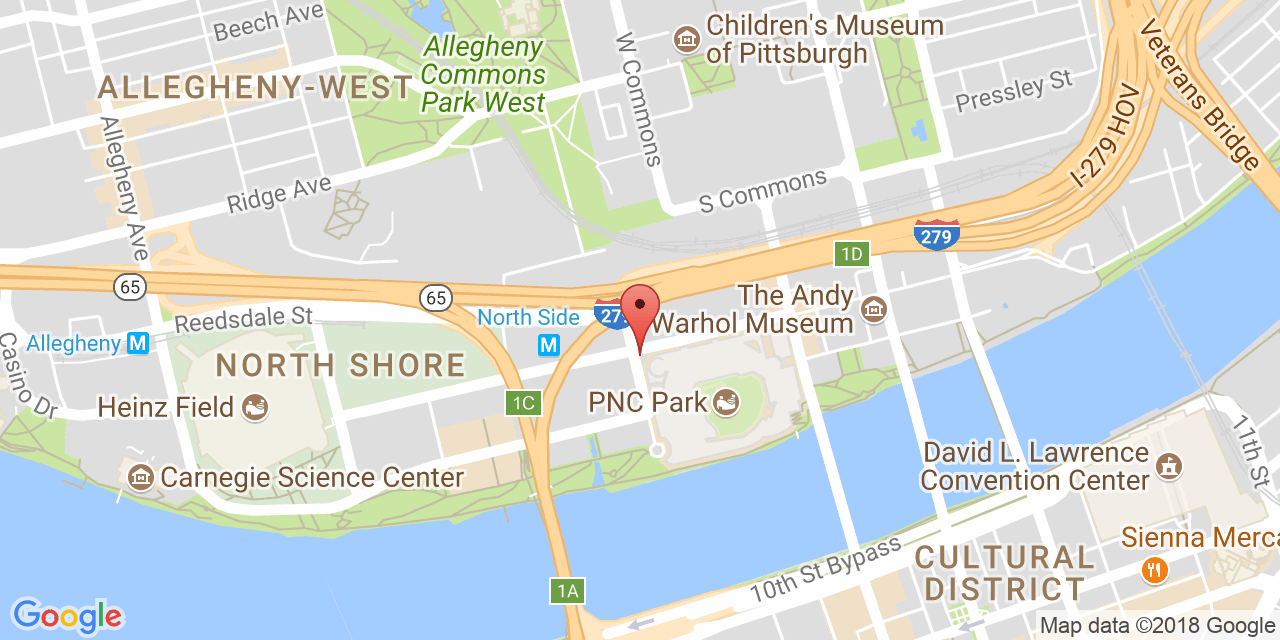 Beech Ave
Allegheny
Commons
Park West
W Commons
Children's Museum
of Pittsburgh
Veterans Bridge
ALLEGHENY-WEST
Pressley St
I-279 HOV
Allegheny Ave
Ridge Ave
S Commons
279
1D
65
65
The Andy
Warhol Museum
North Side
M
27
Reedsdale St
Allegheny M
Casino Dr
NORTH SHORE
Heinz Field
1C
PNC Park
11th St
David L. Lawrence
Convention Center
Carnegie Science Center
Sienna Merca
10th St Bypass
CULTURAL
DISTRICT
1A
Google
Map data ©2018 Google